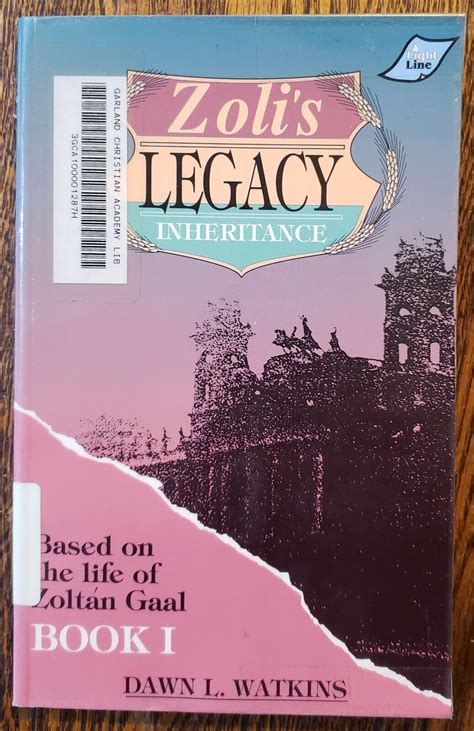 A Light
Line
Zoli's
LEGACY
INHERITANCE
GARLAND CHRISTIAN ACADEMY LIB
3GCA100001287H
Based on
the life of
Zoltán Gaal
BOOK I
DAWN L. WATKINS